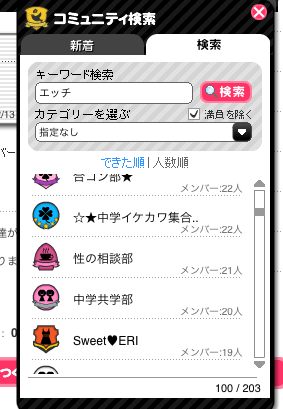 コミュニティ検索
新着
検索
キーワード検索
エッチ
検索
カテゴリーを選ぶ
満員を除く
指定なし
できた順 | 人数順
合コン部★
メンバー:22人
☆★中学イケカワ集合..
メンバー:22人
性の相談部
メンバー:21人
中学共学部
メンバー:20人
Sweet♥ERI
メンバー:19人
100 / 203
/13
バー
達が
りま
: 0
つく